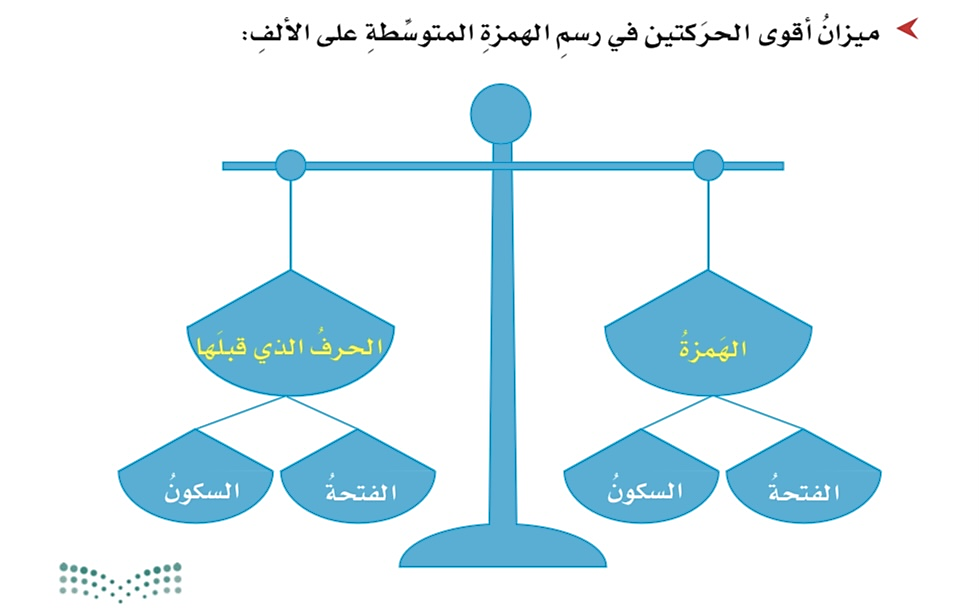 ميزانُ أقوى الحرَكتين في رسمِ الهمزةِ المتوسِّطةِ على الألفِ:
الهَمزةُ
الحرفُ الذي قبلَها
الفتحةُ
السكونُ
الفتحةُ
السكونُ